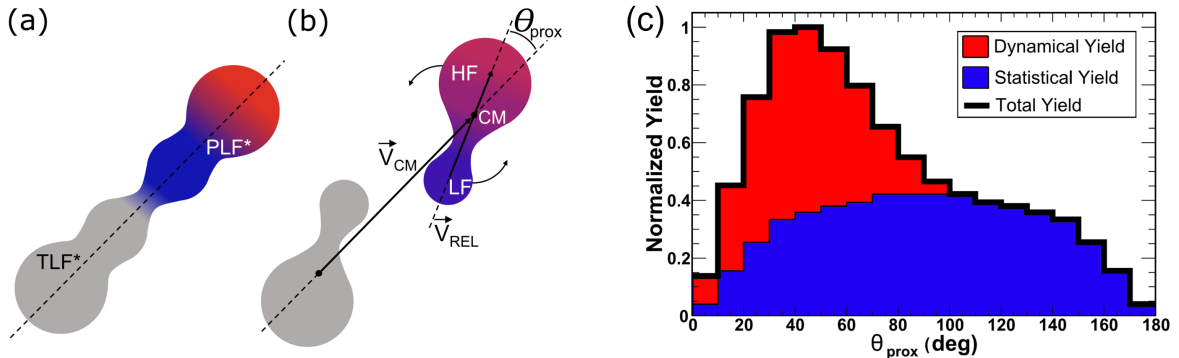 (a)
PLF*
TLF*
(b)
θprox
HF
CM
V⃗CM
LF
V⃗REL
(c)
Normalized Yield
1
0.8
0.6
0.4
0.2
0
Dynamical Yield
Statistical Yield
Total Yield
0 20 40 60 80 100 120 140 160 180
θprox (deg)